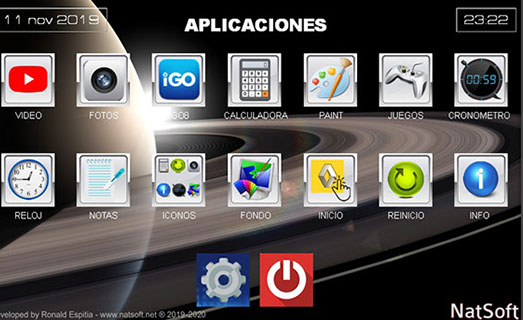 11 nov 2019
APLICACIONES
23:22
iGO
00:59
VIDEO
FOTOS
IGO8
CALCULADORA
PAINT
JUEGOS
CRONOMETRO
RELOJ
NOTAS
ICONOS
FONDO
INICIO
REINICIO
INFO
veloped by Ronald Espitia - www.natsoft.net ® 2019-2020
NatSoft